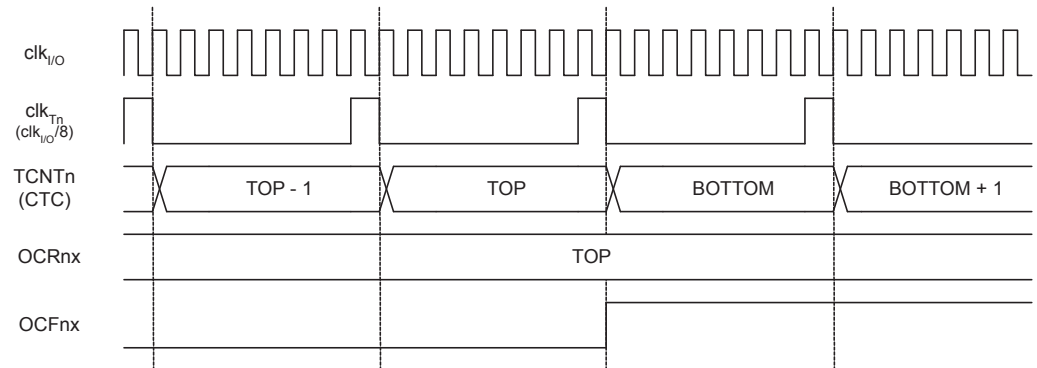 clkI/O
clkTn
(clkI/O/8)
TCNTn
(CTC)
TOP - 1
TOP
BOTTOM
BOTTOM + 1
OCRnx
TOP
OCFnx